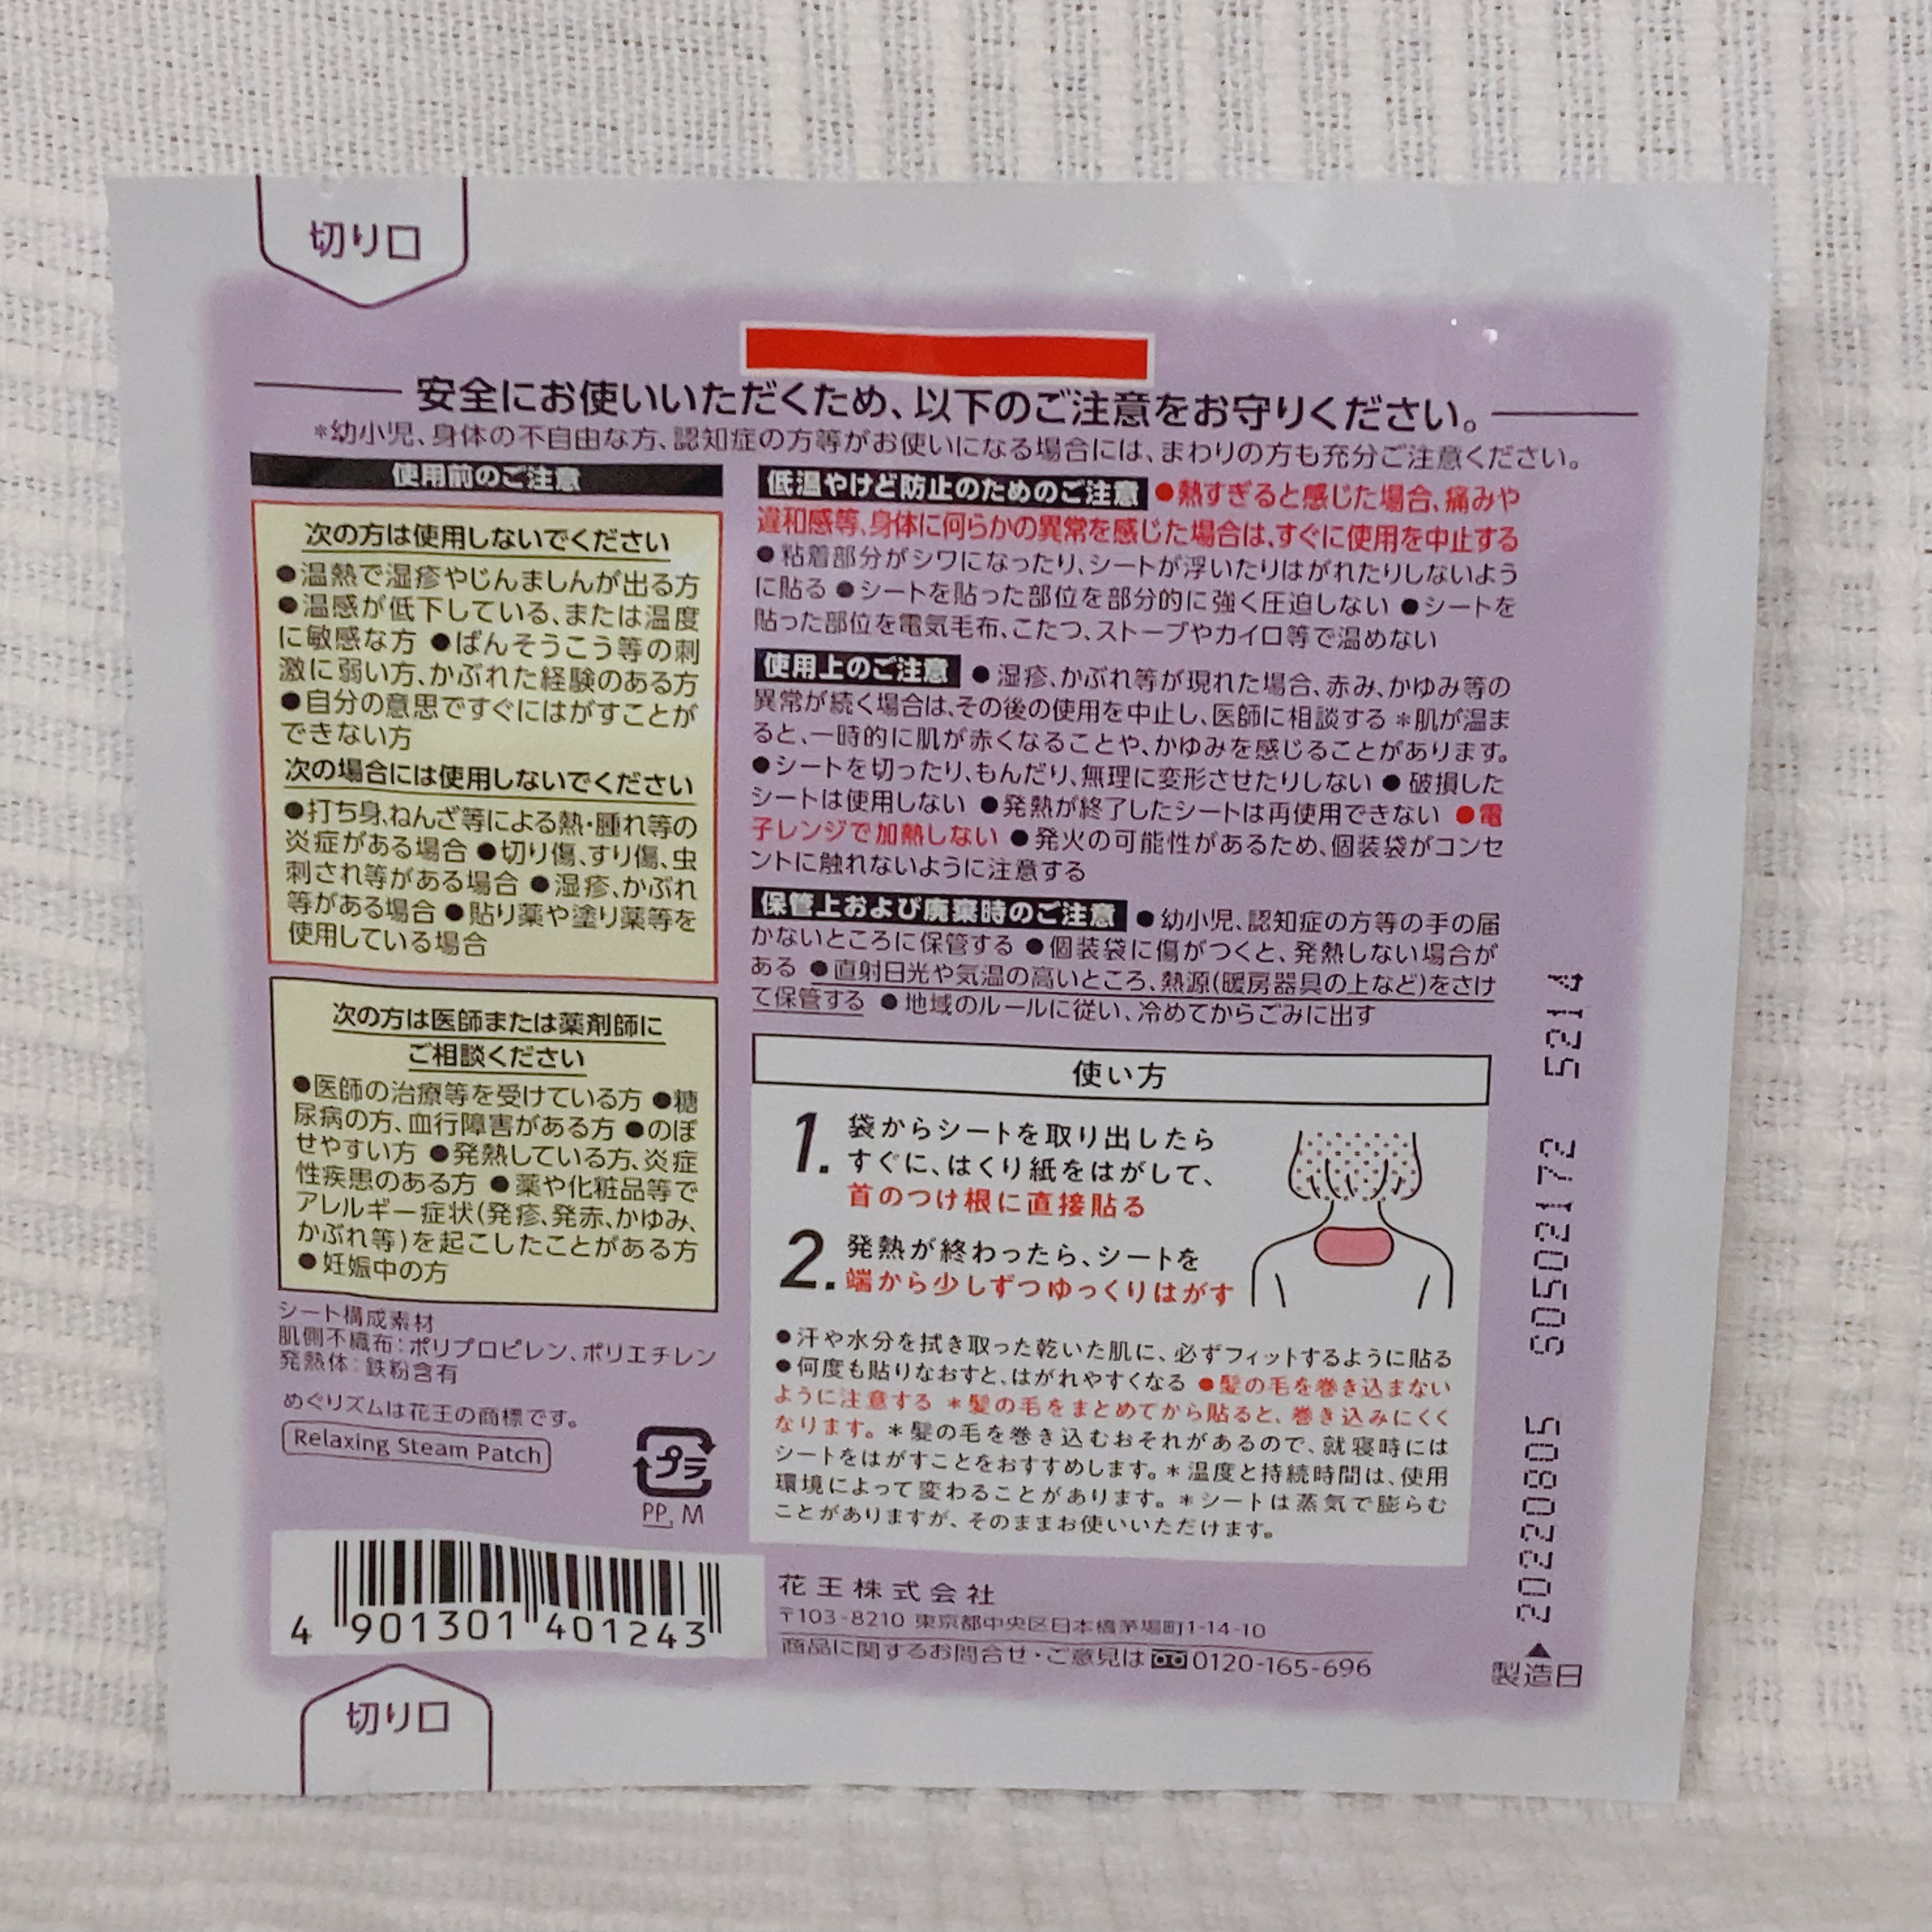 切り口
安全にお使いいただくため、以下のご注意をお守りください。
*幼小児、身体の不自由な方、認知症の方等がお使いになる場合には、まわりの方も充分ご注意ください。
使用前のご注意
次の方は使用しないでください
●温熱で湿疹やじんましんが出る方
●温感が低下している、または温度
に敏感な方 ●ばんそうこう等の刺
激に弱い方、かぶれた経験のある方
●自分の意思ですぐにはがすことが
できない方
次の場合には使用しないでください
●打ち身、ねんざ等による熱・腫れ等の
炎症がある場合 ●切り傷、すり傷、虫
刺され等がある場合 ●湿疹、かぶれ
等がある場合 ●貼り薬や塗り薬等を
使用している場合
次の方は医師または薬剤師に
ご相談ください
●医師の治療等を受けている方 ●糖
尿病の方、血行障害がある方 ●のぼ
せやすい方 ●発熱している方、炎症
性疾患のある方 ●薬や化粧品等で
アレルギー症状(発疹、発赤、かゆみ、
かぶれ等)を起こしたことがある方
●妊娠中の方
シート構成素材
肌側不織布:ポリプロピレン、ポリエチレン
発熱体:鉄粉含有
めぐりズムは花王の商標です。
Relaxing Steam Patch
プラ
PP, M
4 901301 401243
切り口
低温やけど防止のためのご注意 ●熱すぎると感じた場合、痛みや
違和感等、身体に何らかの異常を感じた場合は、すぐに使用を中止する
●粘着部分がシワになったり、シートが浮いたりはがれたりしないよう
に貼る ●シートを貼った部位を部分的に強く圧迫しない ●シートを
貼った部位を電気毛布、こたつ、ストーブやカイロ等で温めない
使用上のご注意 ●湿疹、かぶれ等が現れた場合、赤み、かゆみ等の
異常が続く場合は、その後の使用を中止し、医師に相談する *肌が温ま
ると、一時的に肌が赤くなることや、かゆみを感じることがあります。
●シートを切ったり、もんだり、無理に変形させたりしない ●破損した
シートは使用しない ●発熱が終了したシートは再使用できない ●電
子レンジで加熱しない ●発火の可能性があるため、個装袋がコンセ
ントに触れないように注意する
保管上および廃棄時のご注意 ●幼小児、認知症の方等の手の届
かないところに保管する ●個装袋に傷がつくと、発熱しない場合が
ある ●直射日光や気温の高いところ、熱源(暖房器具の上など)をさけ
て保管する ●地域のルールに従い、冷めてからごみに出す
使い方
1. 袋からシートを取り出したら
すぐに、はくり紙をはがして、
首のつけ根に直接貼る
2. 発熱が終わったら、シートを
端から少しずつゆっくりはがす
●汗や水分を拭き取った乾いた肌に、必ずフィットするように貼る
●何度も貼りなおすと、はがれやすくなる ●髪の毛を巻き込まない
ように注意する *髪の毛をまとめてから貼ると、巻き込みにくく
なります。*髪の毛を巻き込むおそれがあるので、就寝時には
シートをはがすことをおすすめします。*温度と持続時間は、使用
環境によって変わることがあります。*シートは蒸気で膨らむ
ことがありますが、そのままお使いいただけます。
花王株式会社
〒103-8210 東京都中央区日本橋茅場町1-14-10
商品に関するお問合せ・ご意見は 0120-165-696
製造日▶20220805 S0502172 5214